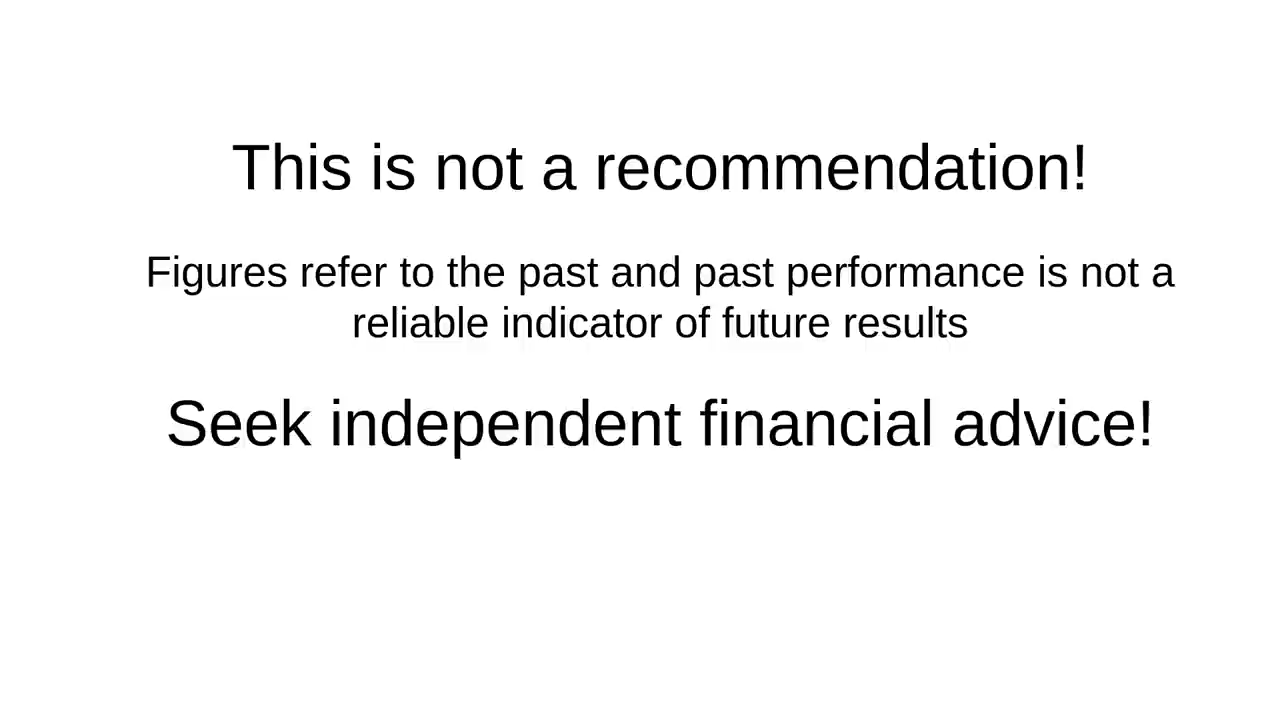 This is not a recommendation!
Figures refer to the past and past performance is not a
reliable indicator of future results
Seek independent financial advice!